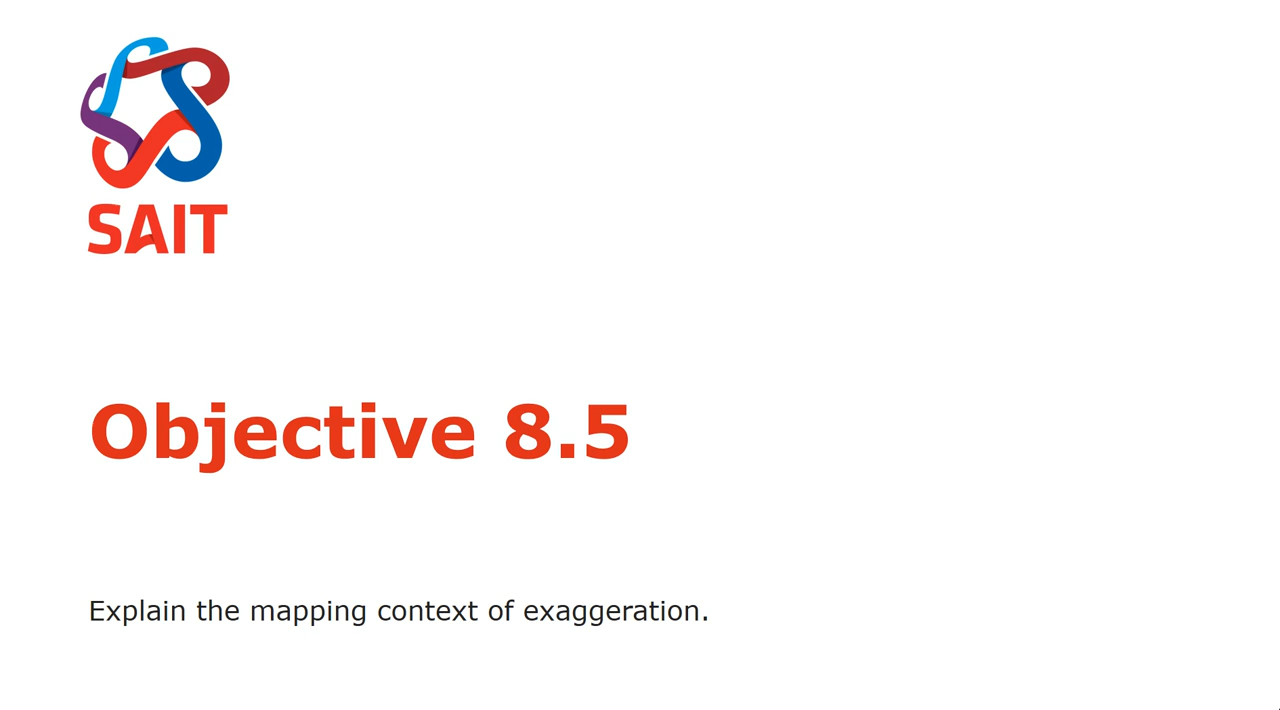 SAIT
Objective 8.5
Explain the mapping context of exaggeration.